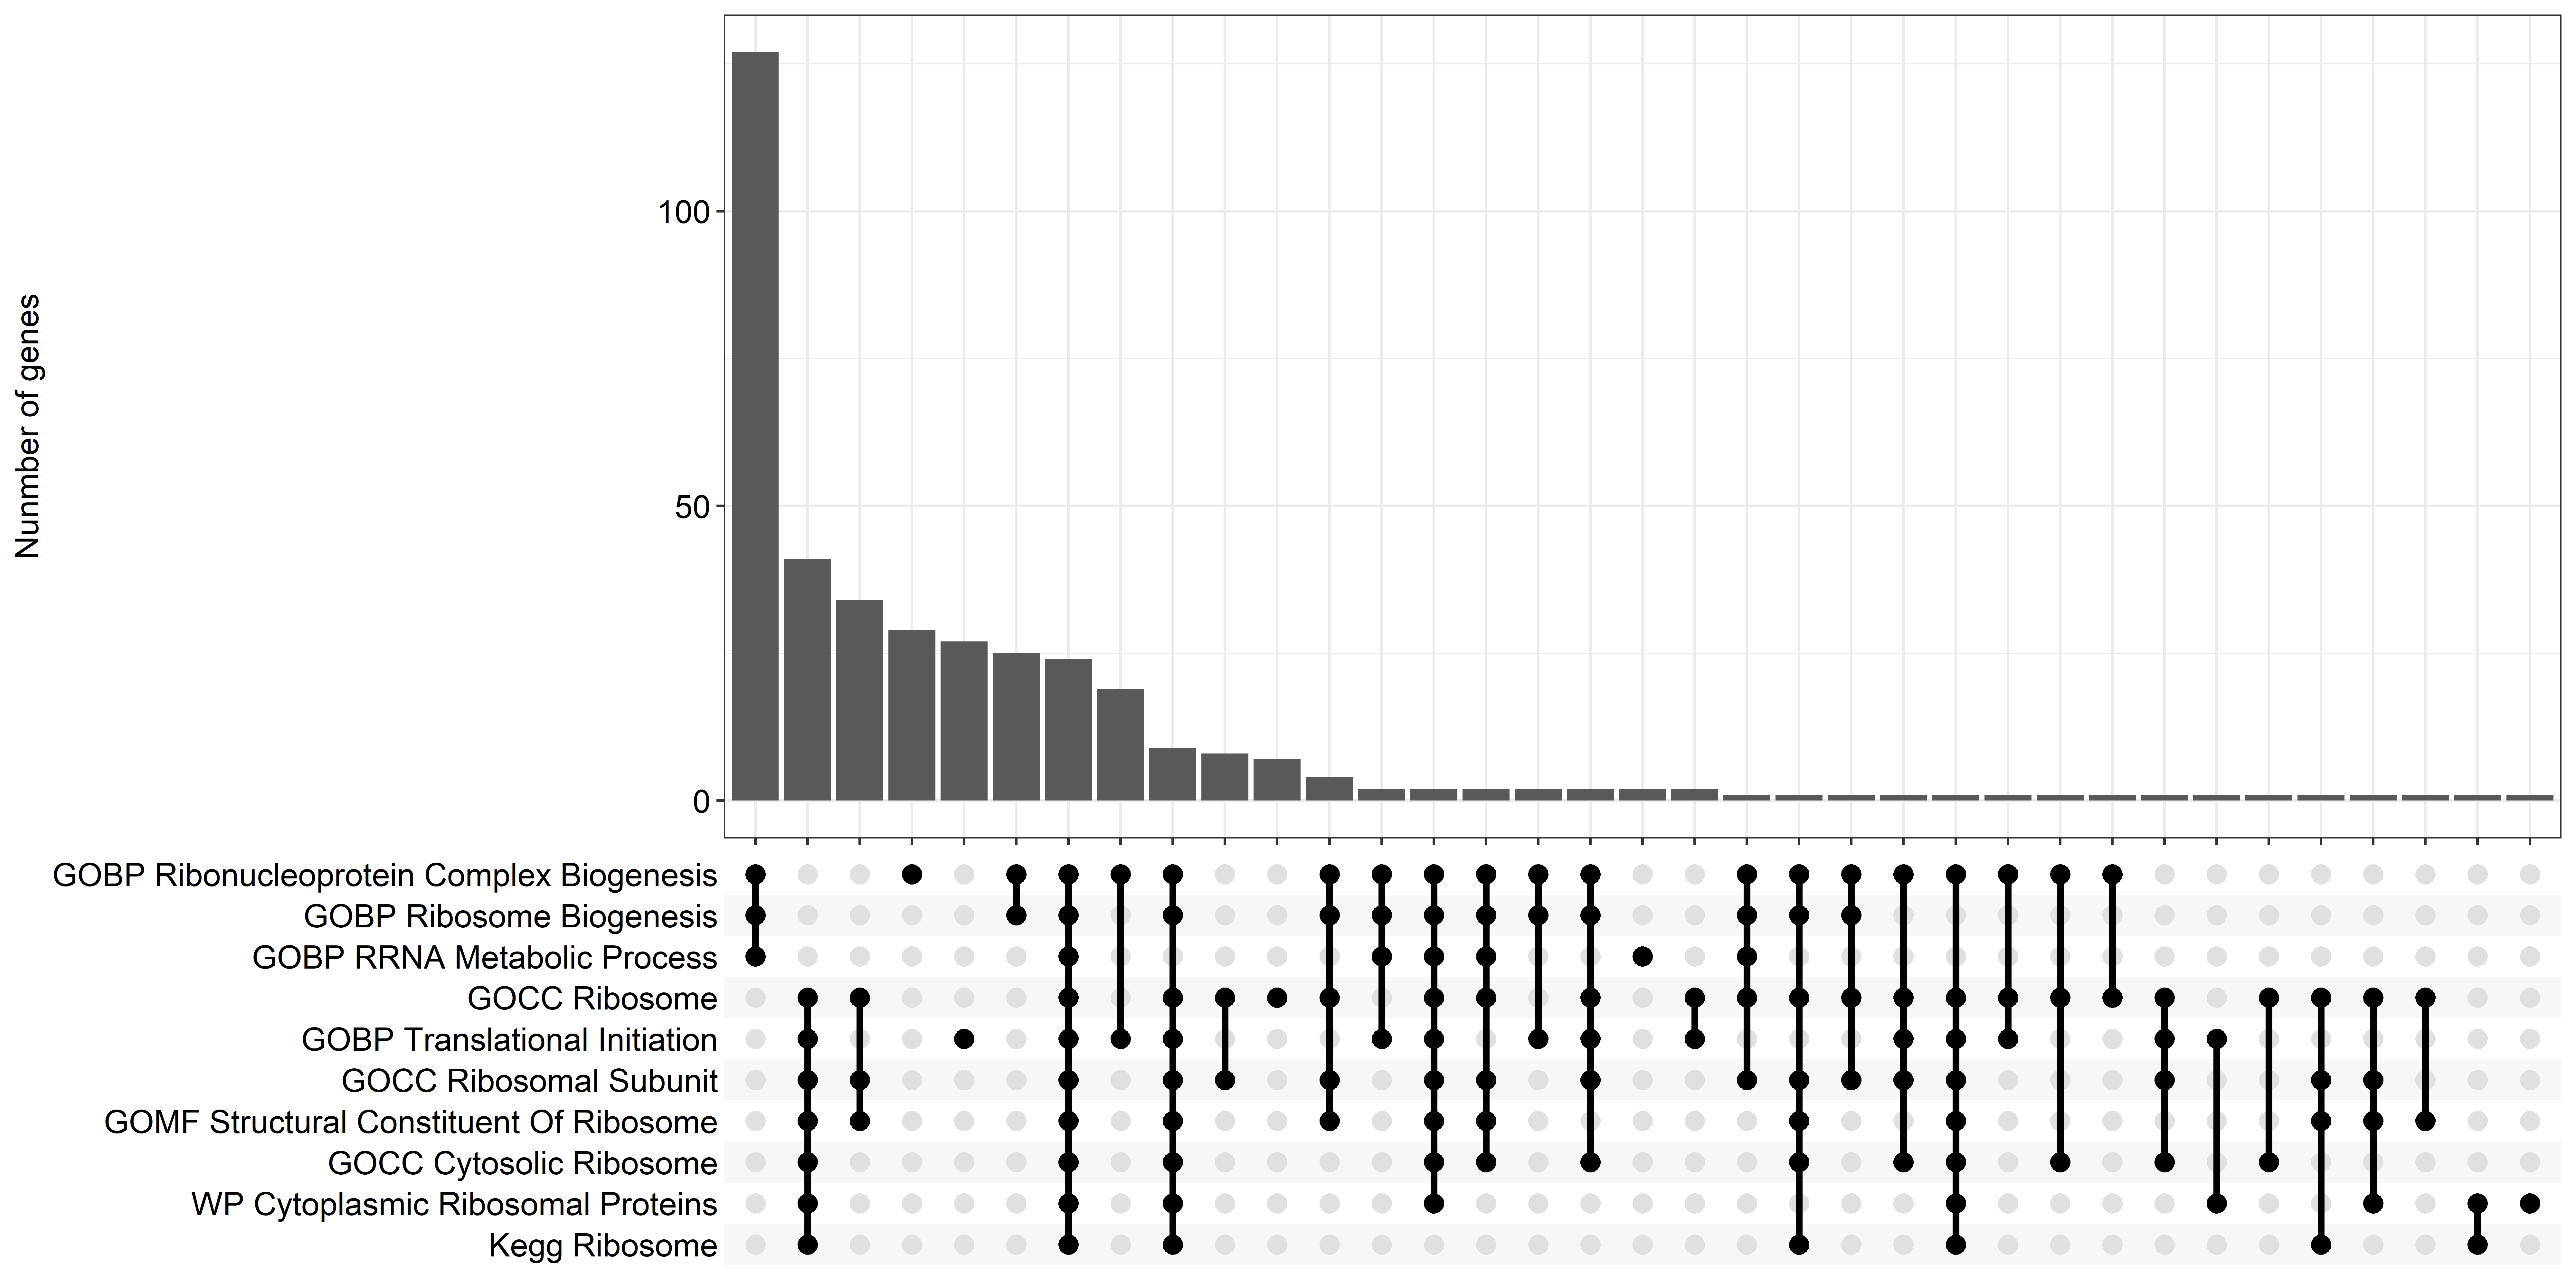 Nunmber of genes
100
50
0
GOBP Ribonucleoprotein Complex Biogenesis
GOBP Ribosome Biogenesis
GOBP RRNA Metabolic Process
GOCC Ribosome
GOBP Translational Initiation
GOCC Ribosomal Subunit
GOMF Structural Constituent Of Ribosome
GOCC Cytosolic Ribosome
WP Cytoplasmic Ribosomal Proteins
Kegg Ribosome